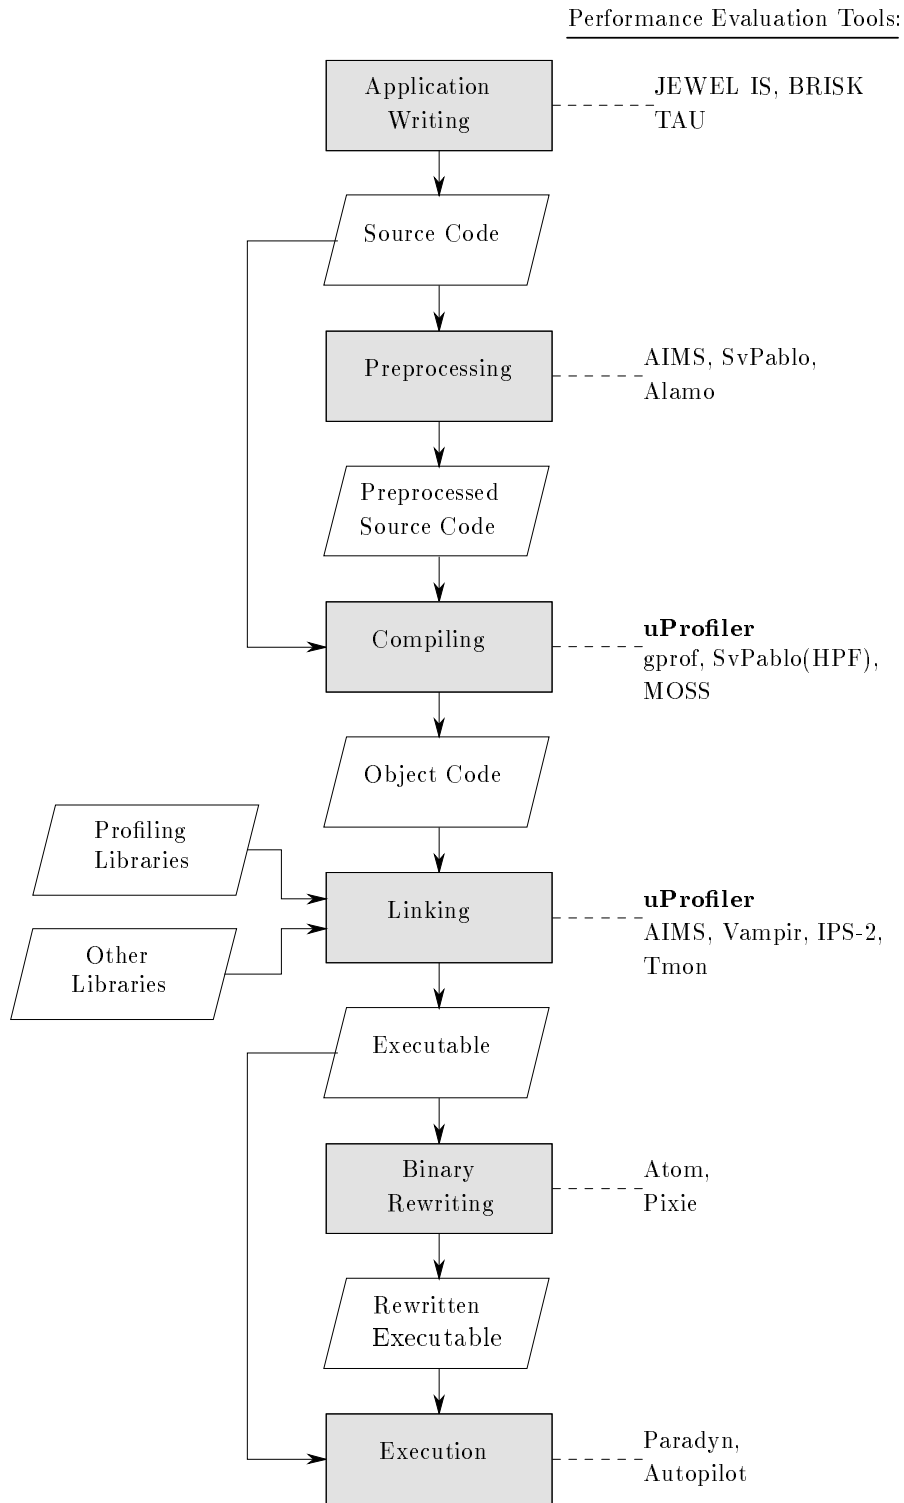 Performance Evaluation Tools:
Application
Writing
JEWEL IS, BRISK
TAU
Source Code
Preprocessing
AIMS, SvPablo,
Alamo
Preprocessed
Source Code
Compiling
uProfiler
gprof, SvPablo(HPF),
MOSS
Object Code
Profiling
Libraries
Other
Libraries
Linking
uProfiler
AIMS, Vampir, IPS-2,
Tmon
Executable
Binary
Rewriting
Atom,
Pixie
Rewritten
Executable
Execution
Paradyn,
Autopilot